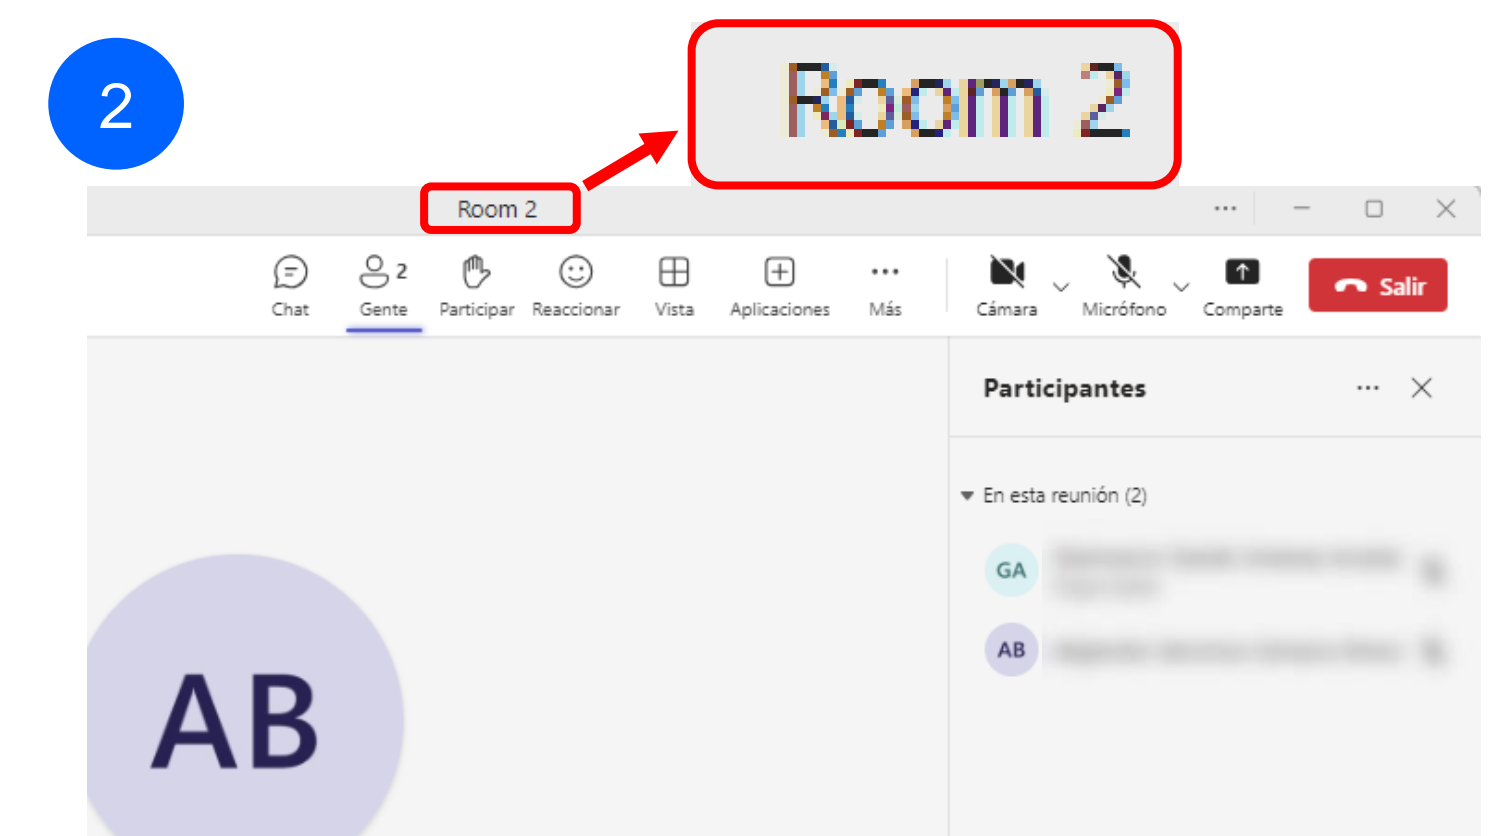 2
Room 2
Room 2
Chat
2
Gente
Participar
Reaccionar
Vista
Aplicaciones
Más
Cámara
Micrófono
Comparte
Salir
Participantes
En esta reunión (2)
GA
AB
AB